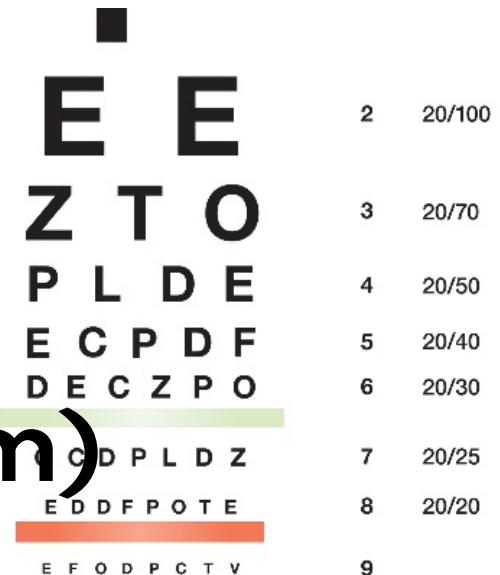 E E 2 20/100
Z T O 3 20/70
P L D E 4 20/50
E C P D F 5 20/40
D E C Z P O 6 20/30
m)
C D P L D Z 7 20/25
E D D F P O T E 8 20/20
E F O D P C T V 9